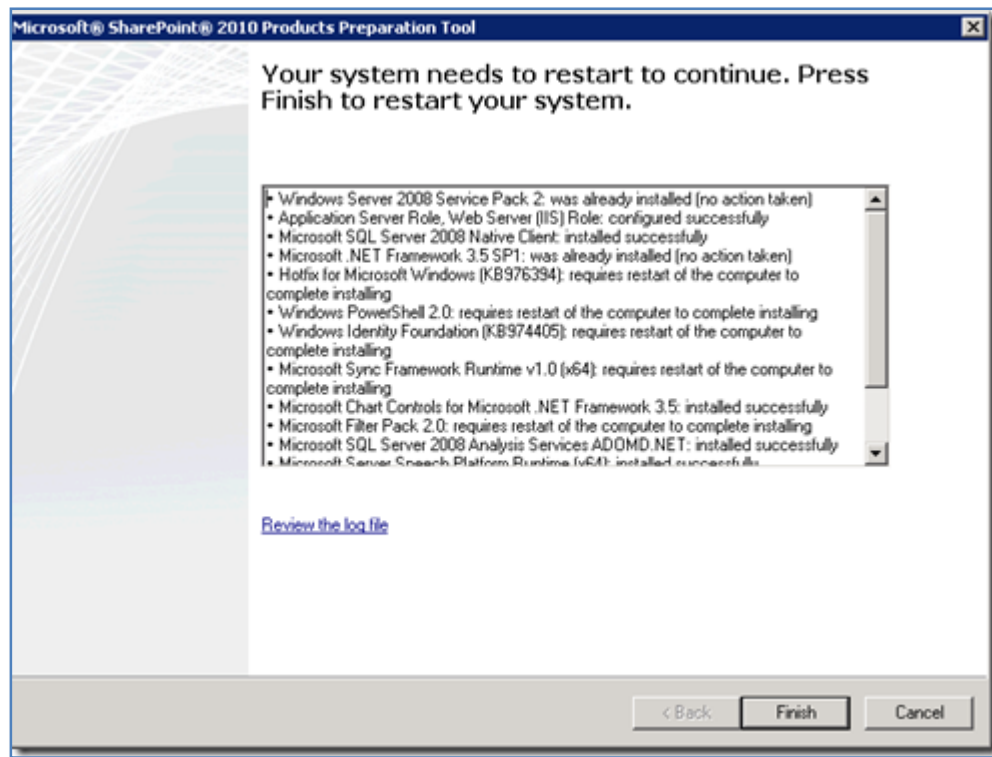 Microsoft® SharePoint® 2010 Products Preparation Tool
Your system needs to restart to continue. Press
Finish to restart your system.
• Windows Server 2008 Service Pack 2: was already installed (no action taken)
• Application Server Role, Web Server (IIS) Role: configured successfully
• Microsoft SQL Server 2008 Native Client: installed successfully
• Microsoft .NET Framework 3.5 SP1: was already installed (no action taken)
• Hotfix for Microsoft Windows (KB976394): requires restart of the computer to
complete installing
• Windows PowerShell 2.0: requires restart of the computer to complete installing
• Windows Identity Foundation (KB974405): requires restart of the computer to
complete installing
• Microsoft Sync Framework Runtime v1.0 (x64): requires restart of the computer to
complete installing
• Microsoft Chart Controls for Microsoft .NET Framework 3.5: installed successfully
• Microsoft Filter Pack 2.0: requires restart of the computer to complete installing
• Microsoft SQL Server 2008 Analysis Services ADOMD.NET: installed successfully
• Microsoft Server Speech Platform Runtime (x64): installed successfully
Review the log file
< Back
Finish
Cancel